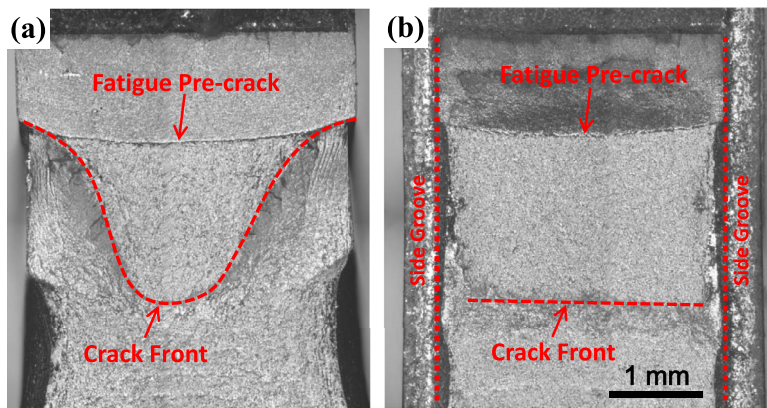 (a)
Fatigue Pre-crack
Crack Front
(b)
Fatigue Pre-crack
Side Groove
Side Groove
Crack Front
1 mm